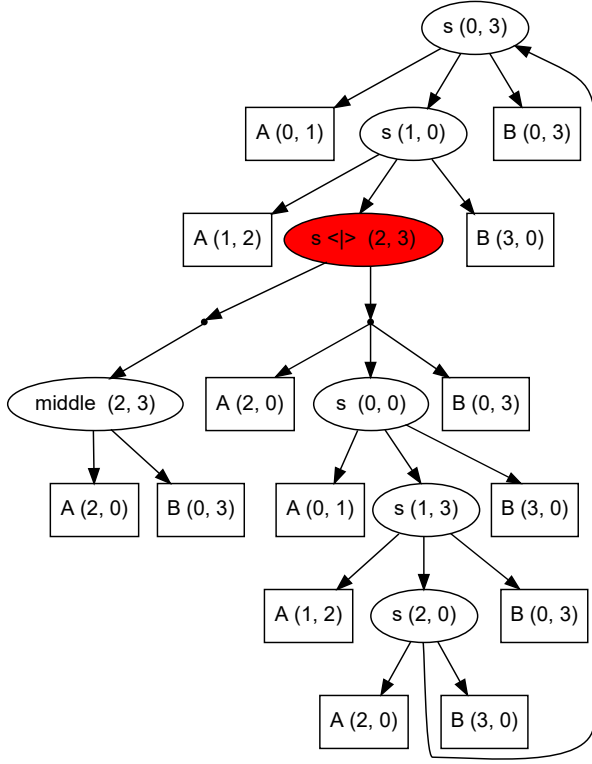 s (0, 3)
A (0, 1)
s (1, 0)
B (0, 3)
A (1, 2)
s <|> (2, 3)
B (3, 0)
middle (2, 3)
A (2, 0)
s (0, 0)
B (0, 3)
A (2, 0)
B (0, 3)
A (0, 1)
s (1, 3)
B (3, 0)
A (1, 2)
s (2, 0)
B (0, 3)
A (2, 0)
B (3, 0)